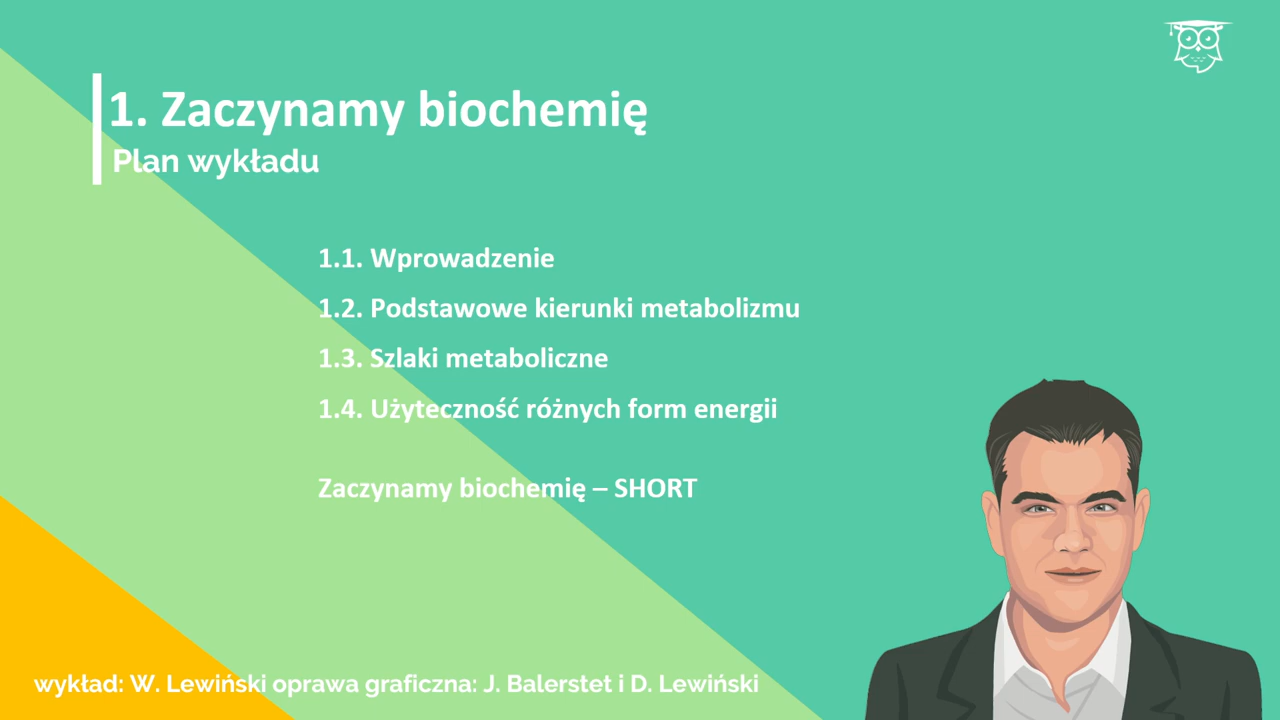 1. Zaczynamy biochemię
Plan wykładu
1.1. Wprowadzenie
1.2. Podstawowe kierunki metabolizmu
1.3. Szlaki metaboliczne
1.4. Użyteczność różnych form energii
Zaczynamy biochemię – SHORT
wykład: W. Lewiński oprawa graficzna: J. Balerstet i D. Lewiński